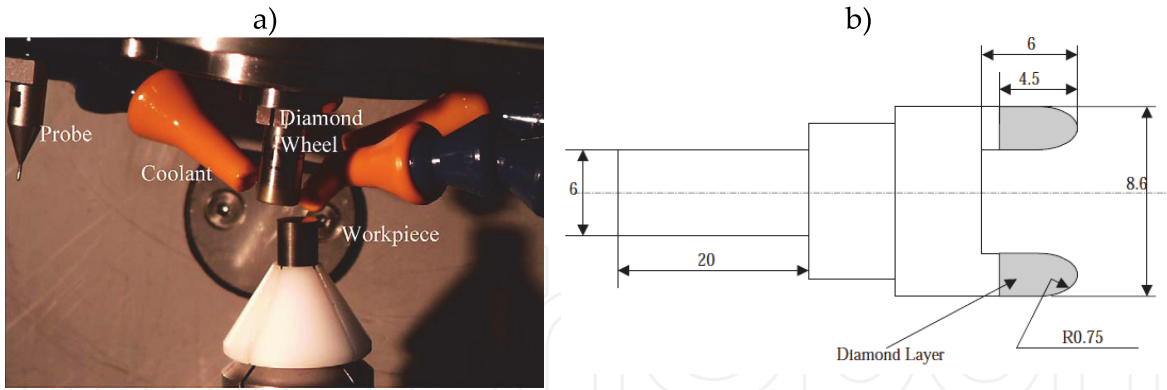 a)
Probe
Coolant
Diamond
Wheel
Workpiece
b)
6
4.5
6
8.6
20
Diamond Layer
R0.75